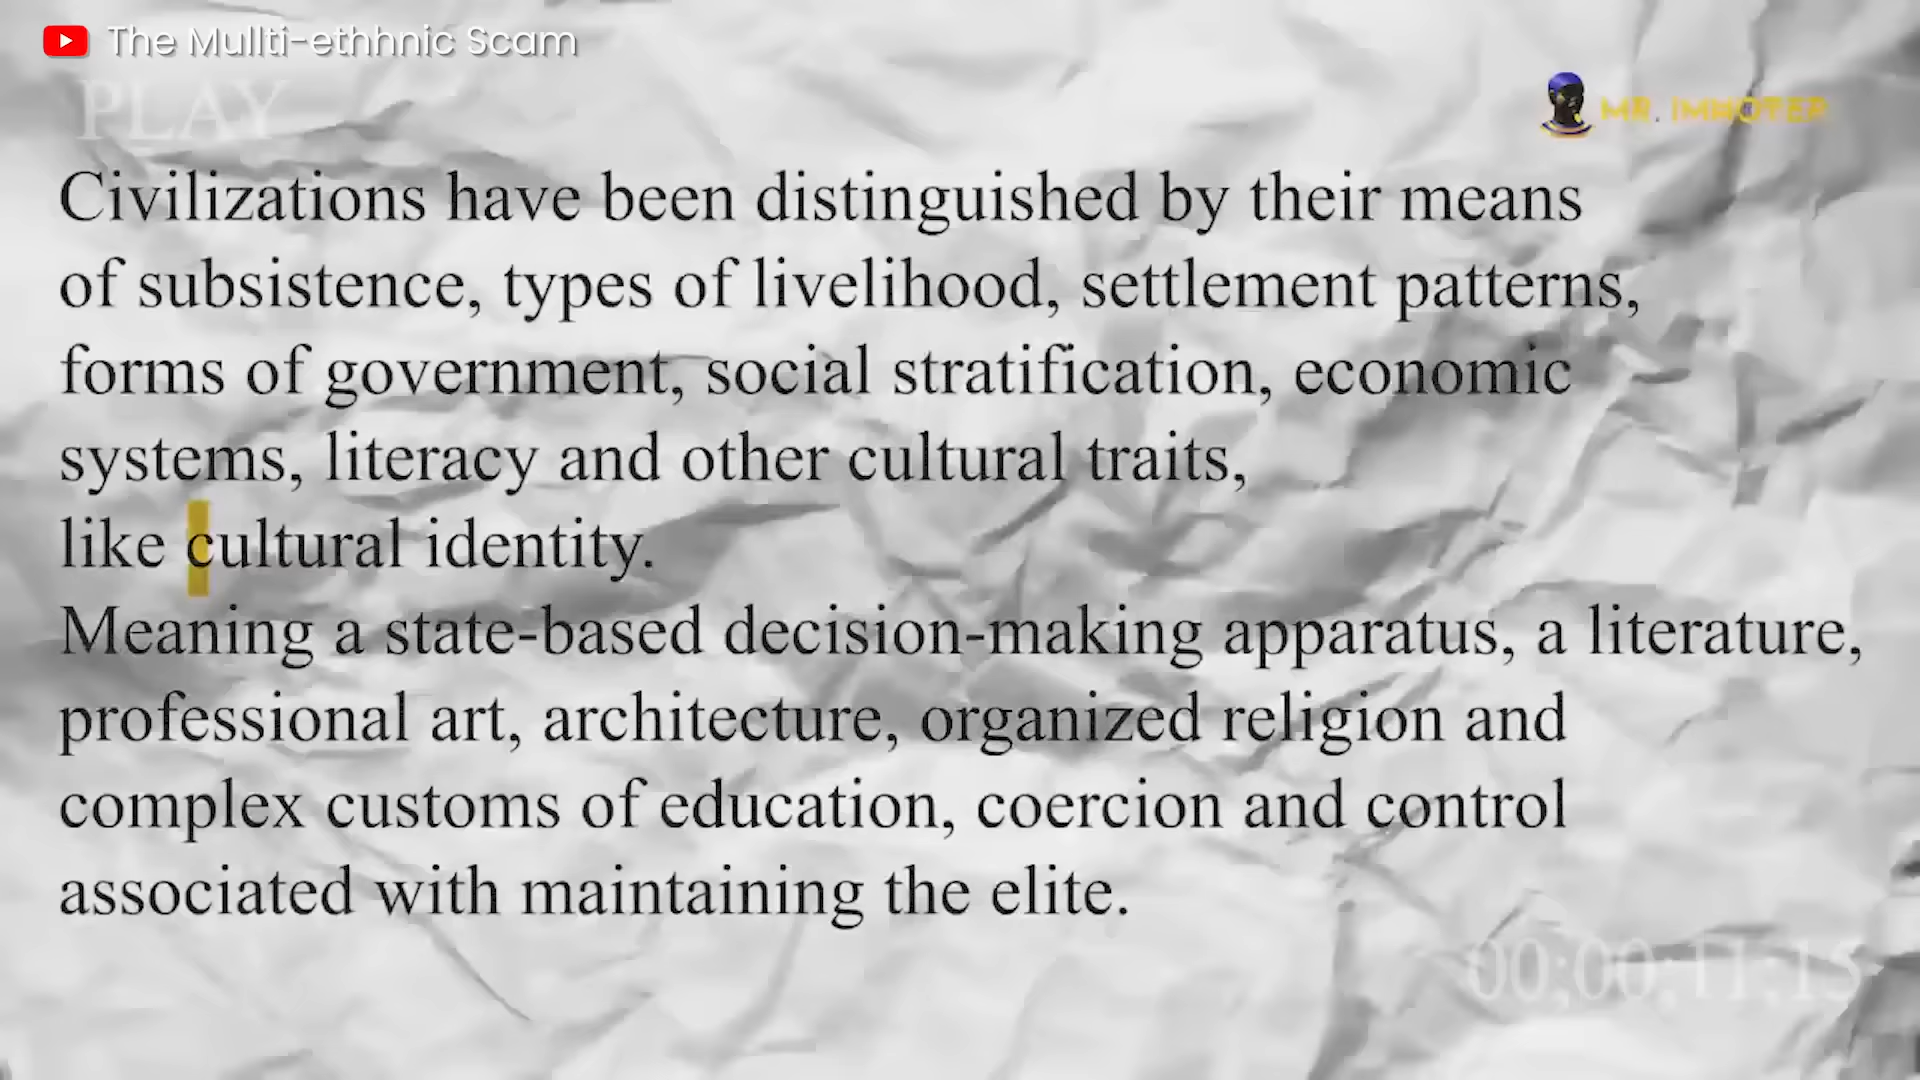 The Mullti-ethhnic Scam
PLAY
MR. IMHOTEP
Civilizations have been distinguished by their means
of subsistence, types of livelihood, settlement patterns,
forms of government, social stratification, economic
systems, literacy and other cultural traits,
like cultural identity.
Meaning a state-based decision-making apparatus, a literature,
professional art, architecture, organized religion and
complex customs of education, coercion and control
associated with maintaining the elite.
00:00:11:15